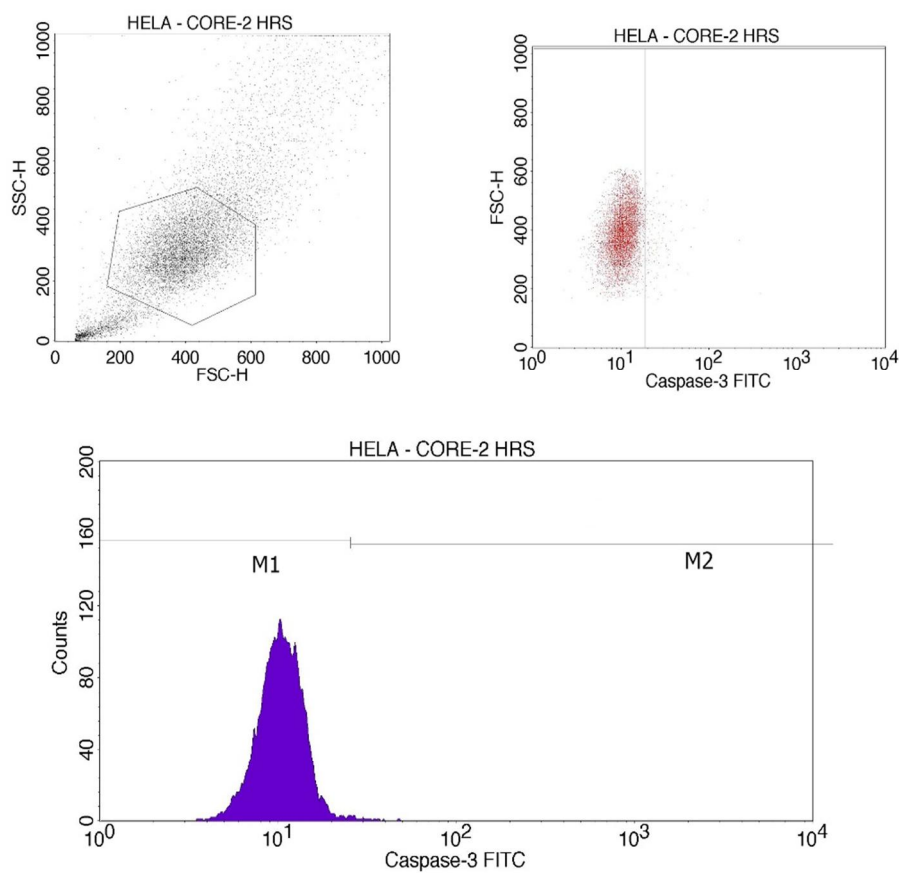 HELA - CORE-2 HRS
1000
800
600
400
200
0
SSC-H
0 200 400 600 800 1000
FSC-H
HELA - CORE-2 HRS
1000
800
600
400
200
0
FSC-H
10^0 10^1 10^2 10^3 10^4
Caspase-3 FITC
HELA - CORE-2 HRS
200
160
120
80
40
0
Counts
M1
M2
10^0 10^1 10^2 10^3 10^4
Caspase-3 FITC